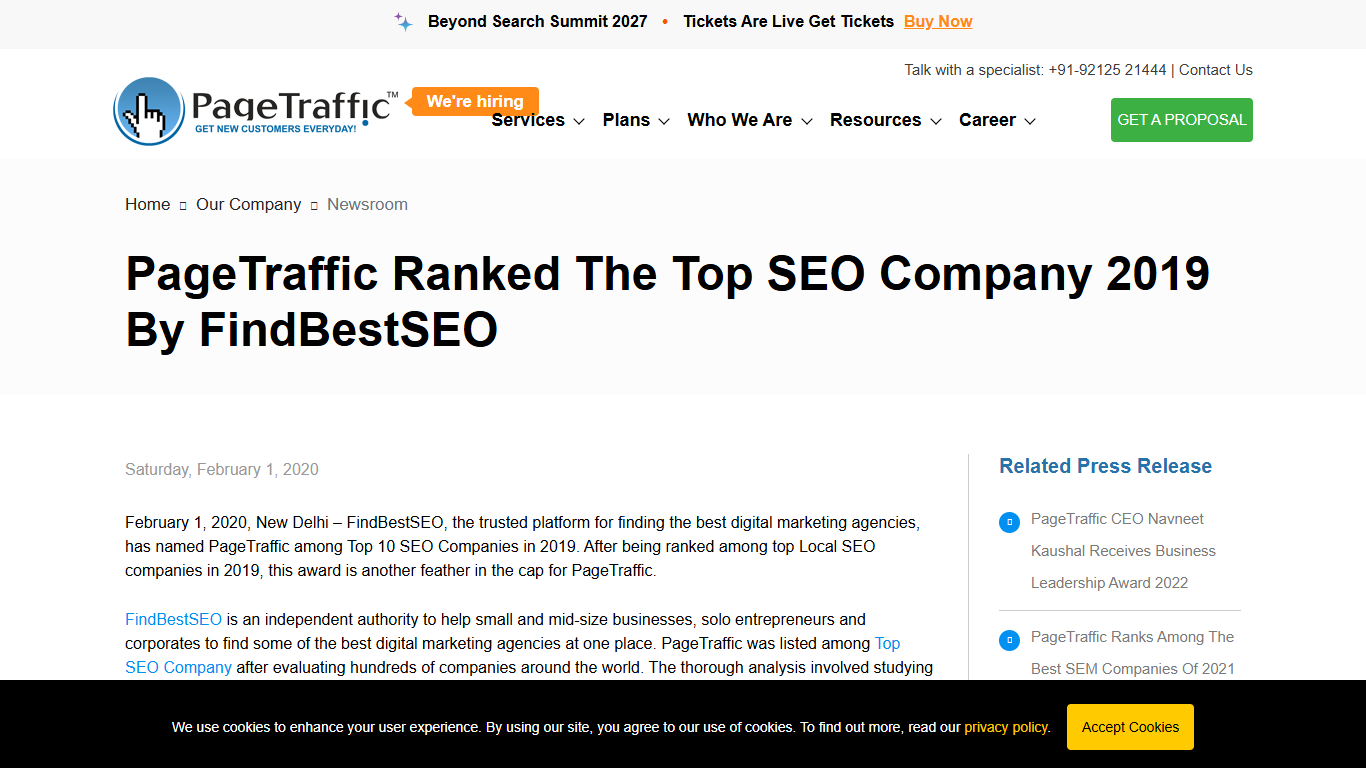 Beyond Search Summit 2027 • Tickets Are Live Get Tickets Buy Now
Talk with a specialist: +91-92125 21444 | Contact Us
PageTraffic™
GET NEW CUSTOMERS EVERYDAY!
We're hiring
Services Plans Who We Are Resources Career
GET A PROPOSAL
Home Our Company Newsroom
PageTraffic Ranked The Top SEO Company 2019
By FindBestSEO
Saturday, February 1, 2020
February 1, 2020, New Delhi – FindBestSEO, the trusted platform for finding the best digital marketing agencies,
has named PageTraffic among Top 10 SEO Companies in 2019. After being ranked among top Local SEO
companies in 2019, this award is another feather in the cap for PageTraffic.
FindBestSEO is an independent authority to help small and mid-size businesses, solo entrepreneurs and
corporates to find some of the best digital marketing agencies at one place. PageTraffic was listed among Top
SEO Company after evaluating hundreds of companies around the world. The thorough analysis involved studying
Related Press Release
PageTraffic CEO Navneet
Kaushal Receives Business
Leadership Award 2022
PageTraffic Ranks Among The
Best SEM Companies Of 2021
We use cookies to enhance your user experience. By using our site, you agree to our use of cookies. To find out more, read our privacy policy.
Accept Cookies